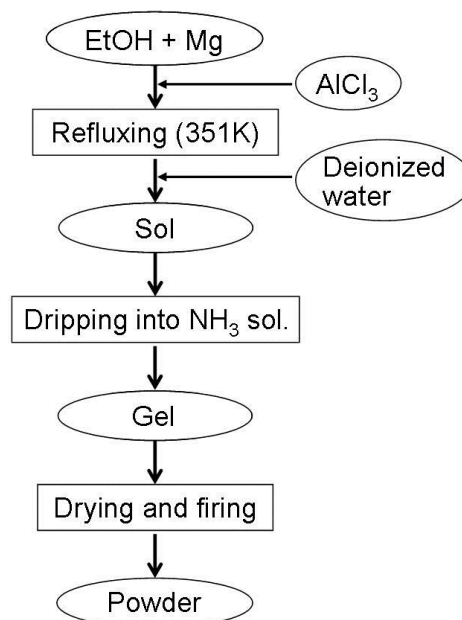 EtOH + Mg
AlCl₃
Refluxing (351K)
Deionized
water
Sol
Dripping into NH₃ sol.
Gel
Drying and firing
Powder